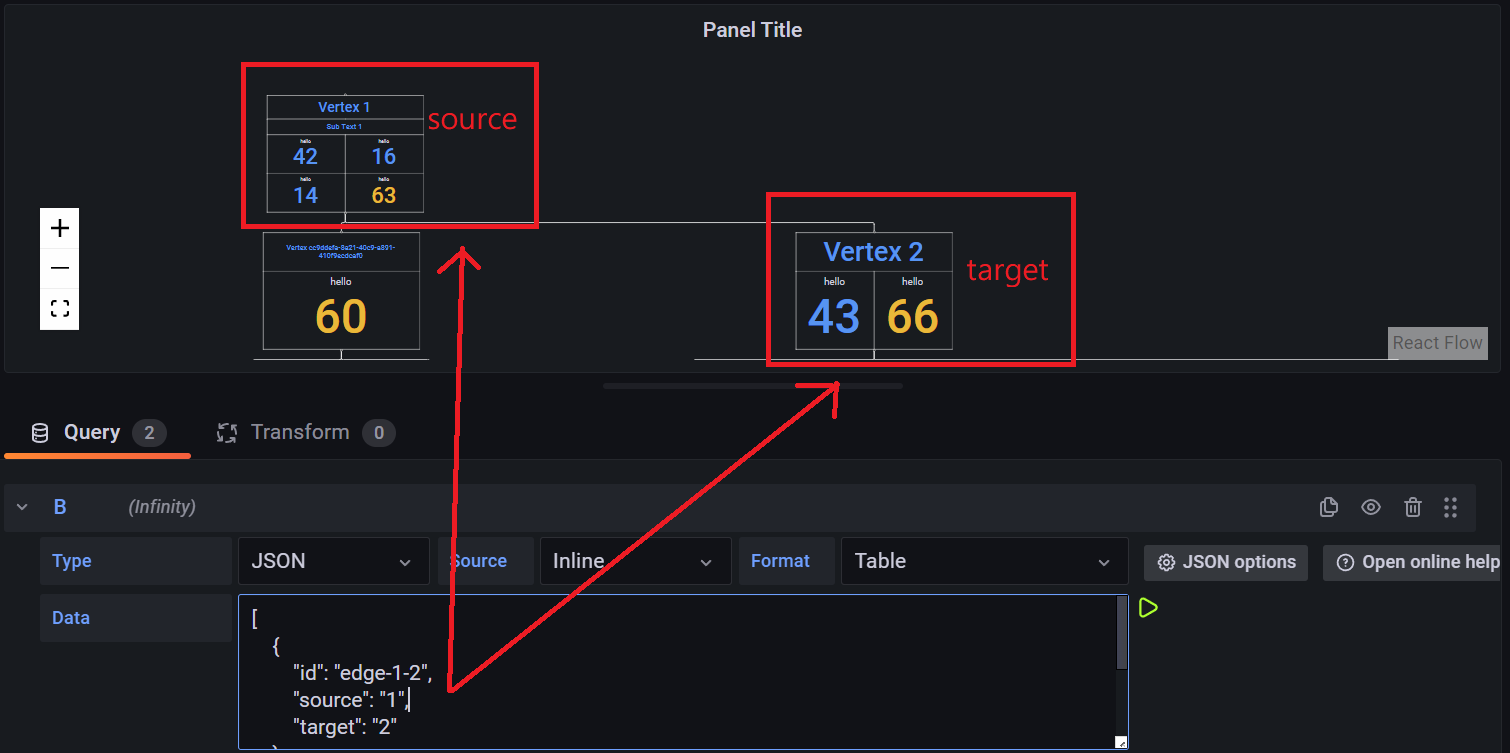 Panel Title
Vertex 1
source
Sub Text 1
hello hello
42 16
hello hello
14 63
Vertex cc9ddefa-8a21-40c9-a891-
410f9ecdcaf0
hello
60
Vertex 2
target
hello hello
43 66
React Flow
Query 2 Transform 0
B (Infinity)
Type JSON Source Inline Format Table JSON options Open online help
Data
[
{
"id": "edge-1-2",
"source": "1",
"target": "2"